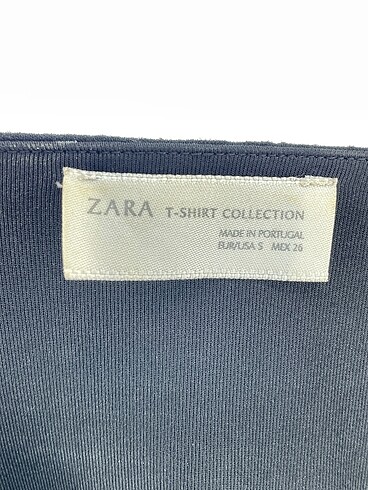 ZARA T-SHIRT COLLECTION
MADE IN PORTUGAL
EUR/USA S MEX 26